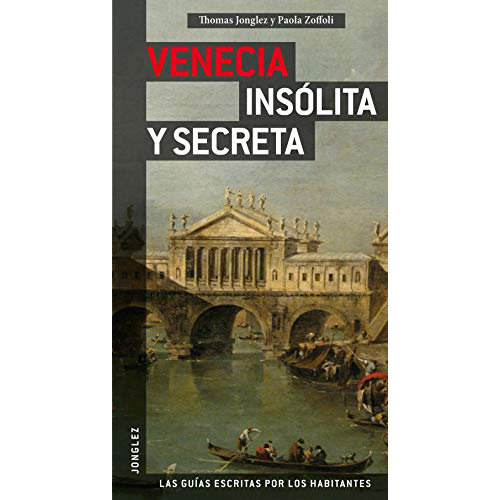 Thomas Jonglez y Paola Zoffoli
VENECIA
INSÓLITA
Y SECRETA
JONGLEZ
LAS GUÍAS ESCRITAS POR LOS HABITANTES